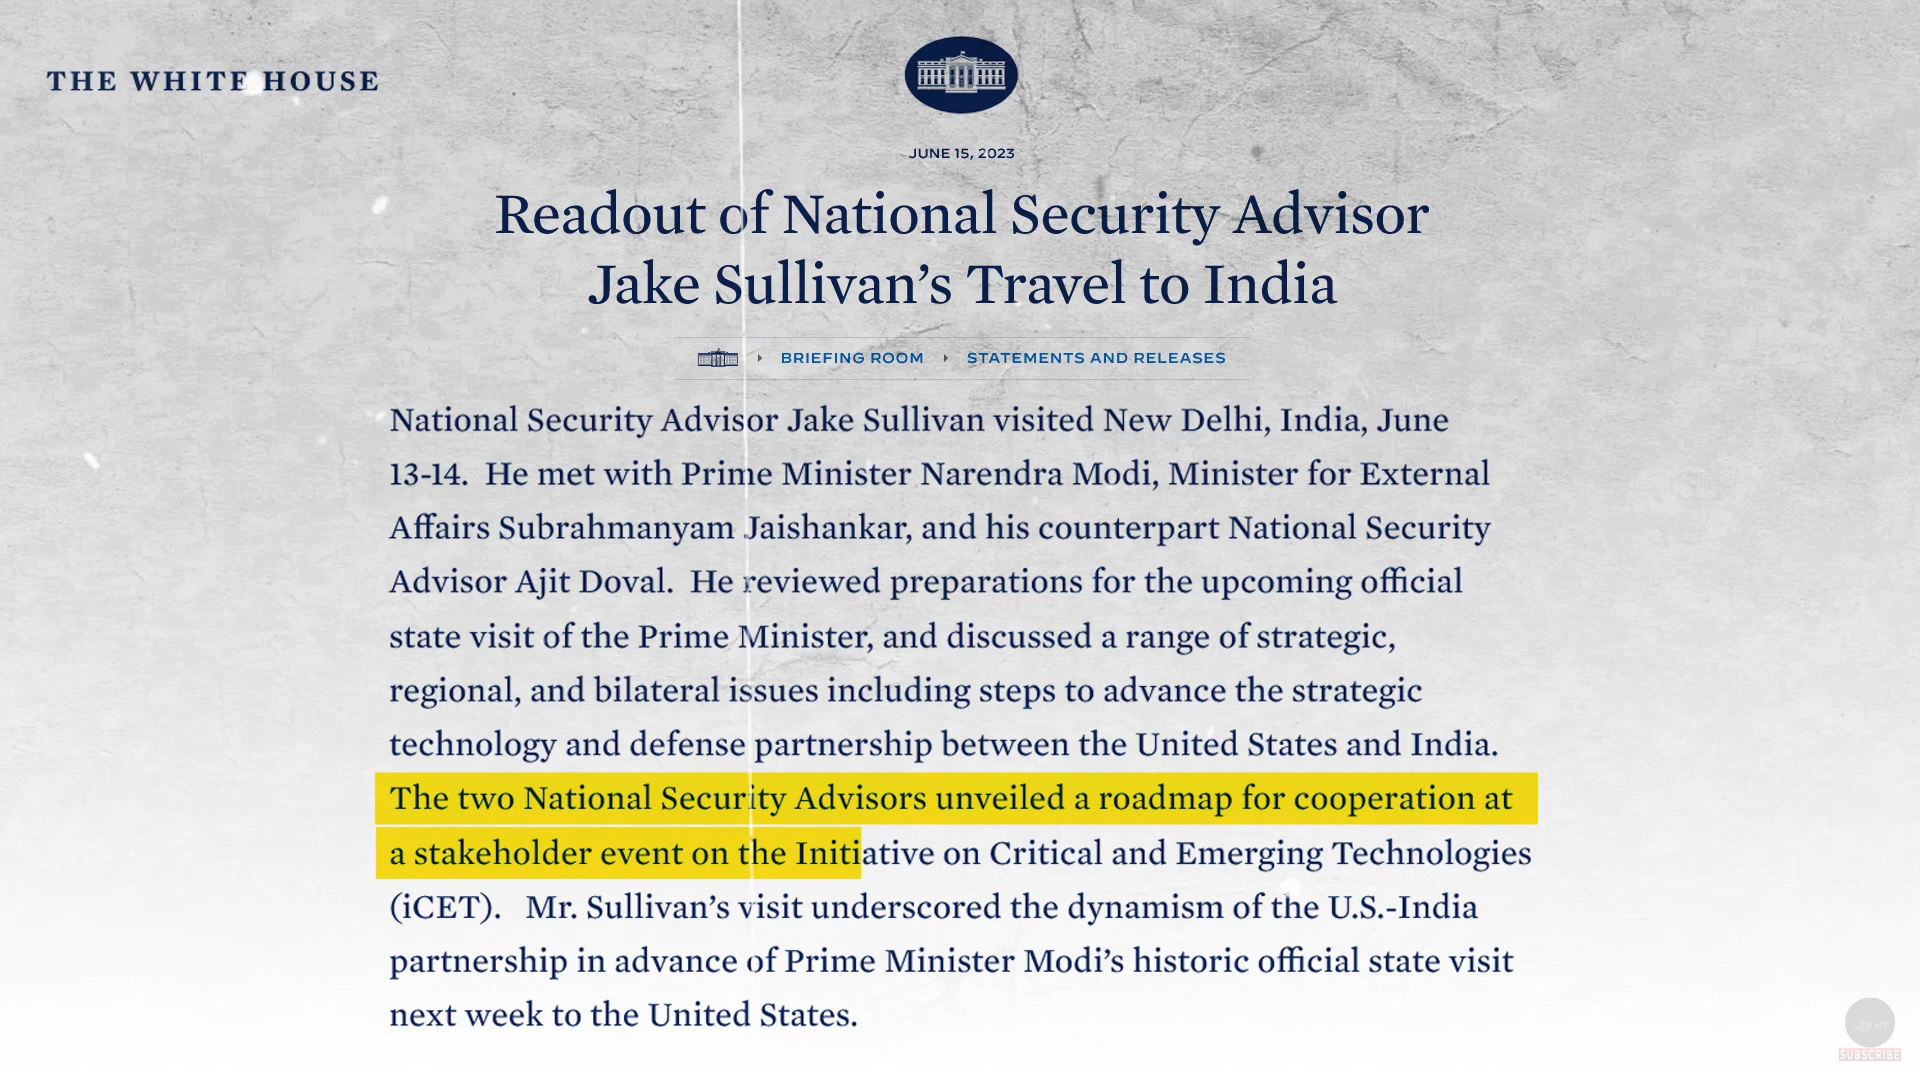 THE WHITE HOUSE
JUNE 15, 2023
Readout of National Security Advisor
Jake Sullivan’s Travel to India
BRIEFING ROOM STATEMENTS AND RELEASES
National Security Advisor Jake Sullivan visited New Delhi, India, June
13-14. He met with Prime Minister Narendra Modi, Minister for External
Affairs Subrahmanyam Jaishankar, and his counterpart National Security
Advisor Ajit Doval. He reviewed preparations for the upcoming official
state visit of the Prime Minister, and discussed a range of strategic,
regional, and bilateral issues including steps to advance the strategic
technology and defense partnership between the United States and India.
The two National Security Advisors unveiled a roadmap for cooperation at
a stakeholder event on the Initiative on Critical and Emerging Technologies
(iCET). Mr. Sullivan’s visit underscored the dynamism of the U.S.-India
partnership in advance of Prime Minister Modi’s historic official state visit
next week to the United States.
the arc
SUBSCRIBE